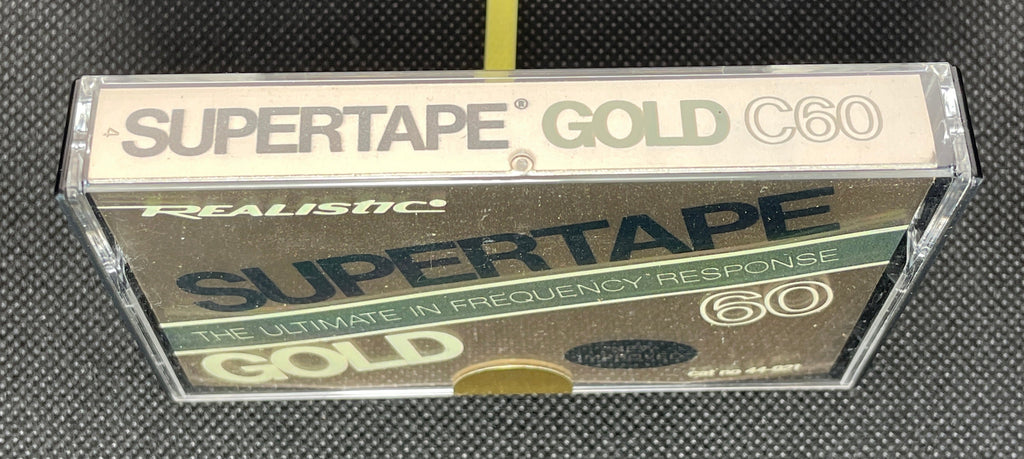 4
SUPERTAPE® GOLD C60
REALISTIC
SUPERTAPE
THE ULTIMATE IN FREQUENCY RESPONSE
GOLD
60